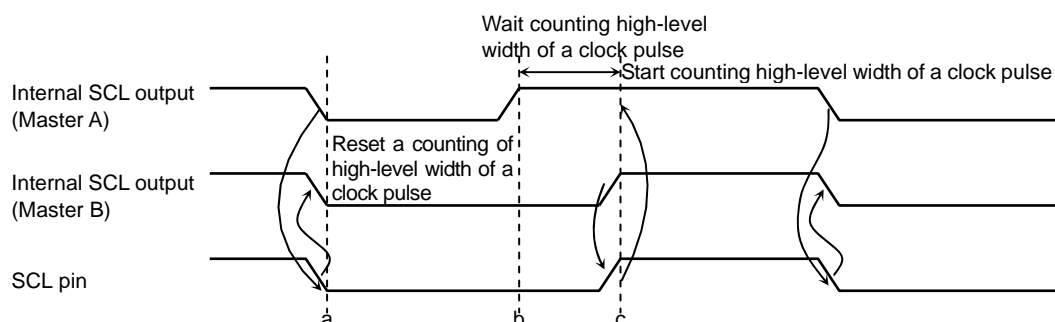 Wait counting high-level
width of a clock pulse
Start counting high-level width of a clock pulse
Internal SCL output
(Master A)
Reset a counting of
high-level width of a
clock pulse
Internal SCL output
(Master B)
SCL pin
a
b
c